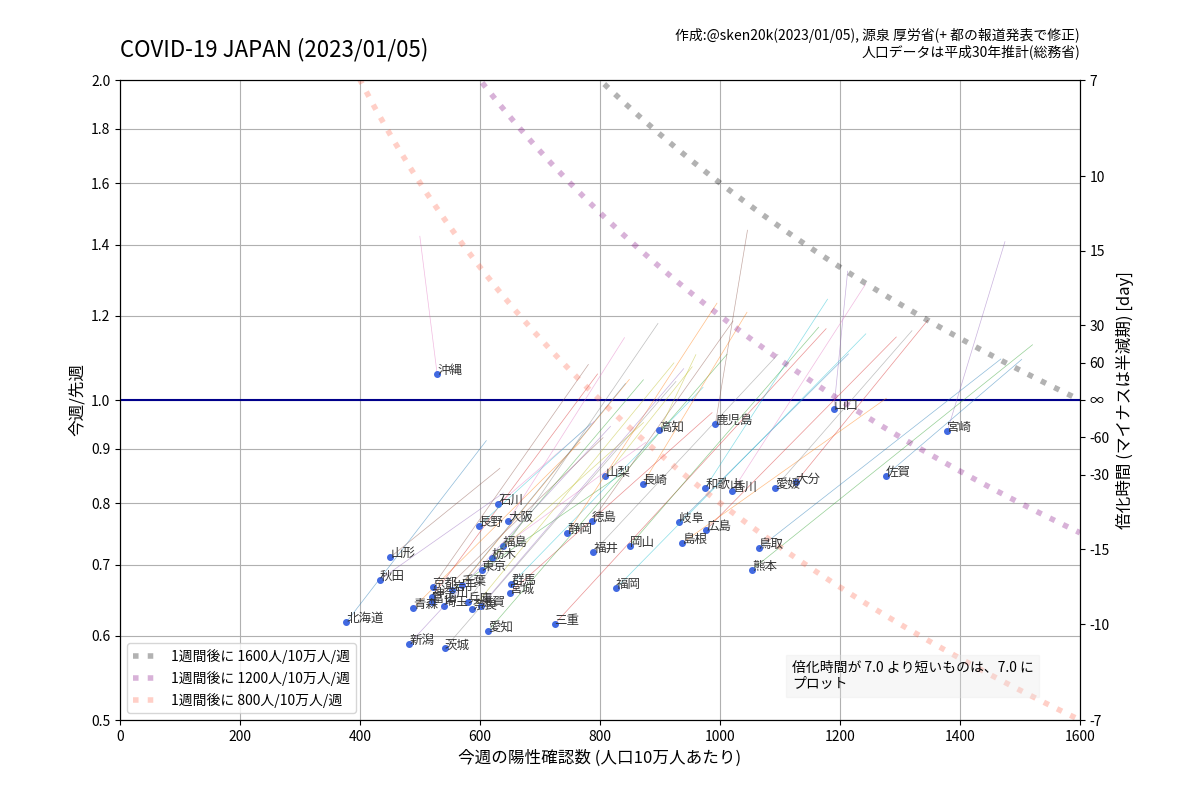 COVID-19 JAPAN (2023/01/05)
作成:@sken20k(2023/01/05), 源泉 厚労省(+ 都の報道発表で修正)
人口データは平成30年推計(総務省)
2.0
1.8
1.6
1.4
1.2
1.0
0.9
0.8
0.7
0.6
0.5
今週/先週
7
10
15
30
60
∞
-60
-30
-15
-10
-7
倍化時間 (マイナスは半減期) [day]
沖縄
山口
鹿児島
高知
宮崎
山梨
佐賀
長崎
和歌山
香川
愛媛
大分
石川
長野
大阪
徳島
静岡
岐阜
広島
福島
福井
岡山
島根
鳥取
山形
栃木
東京
熊本
秋田
京都
千葉
群馬
宮城
福岡
神奈川
埼玉
兵庫
奈良
滋賀
青森
北海道
三重
愛知
新潟
茨城
1週間後に 1600人/10万人/週
1週間後に 1200人/10万人/週
1週間後に 800人/10万人/週
倍化時間が 7.0 より短いものは、7.0 に
プロット
0
200
400
600
800
1000
1200
1400
1600
今週の陽性確認数 (人口10万人あたり)